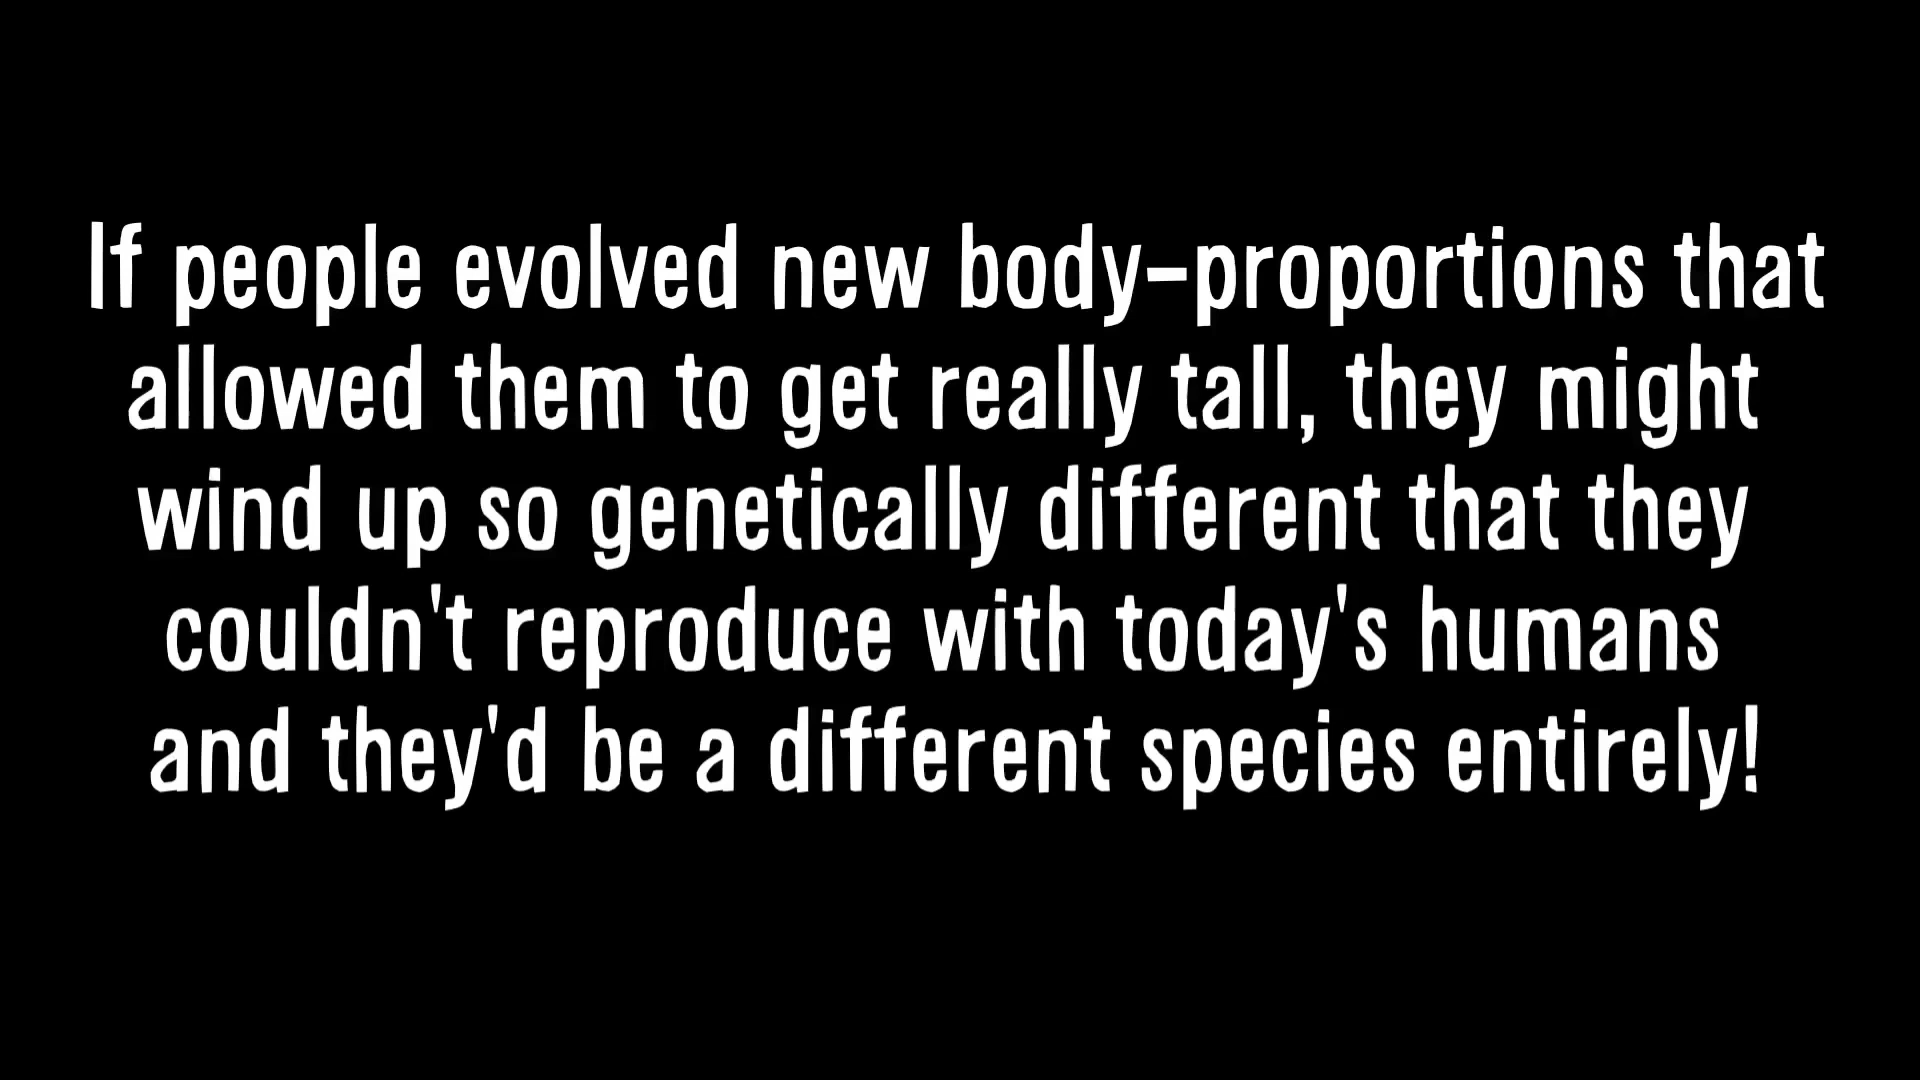 If people evolved new body-proportions that
allowed them to get really tall, they might
wind up so genetically different that they
couldn't reproduce with today's humans
and they'd be a different species entirely!